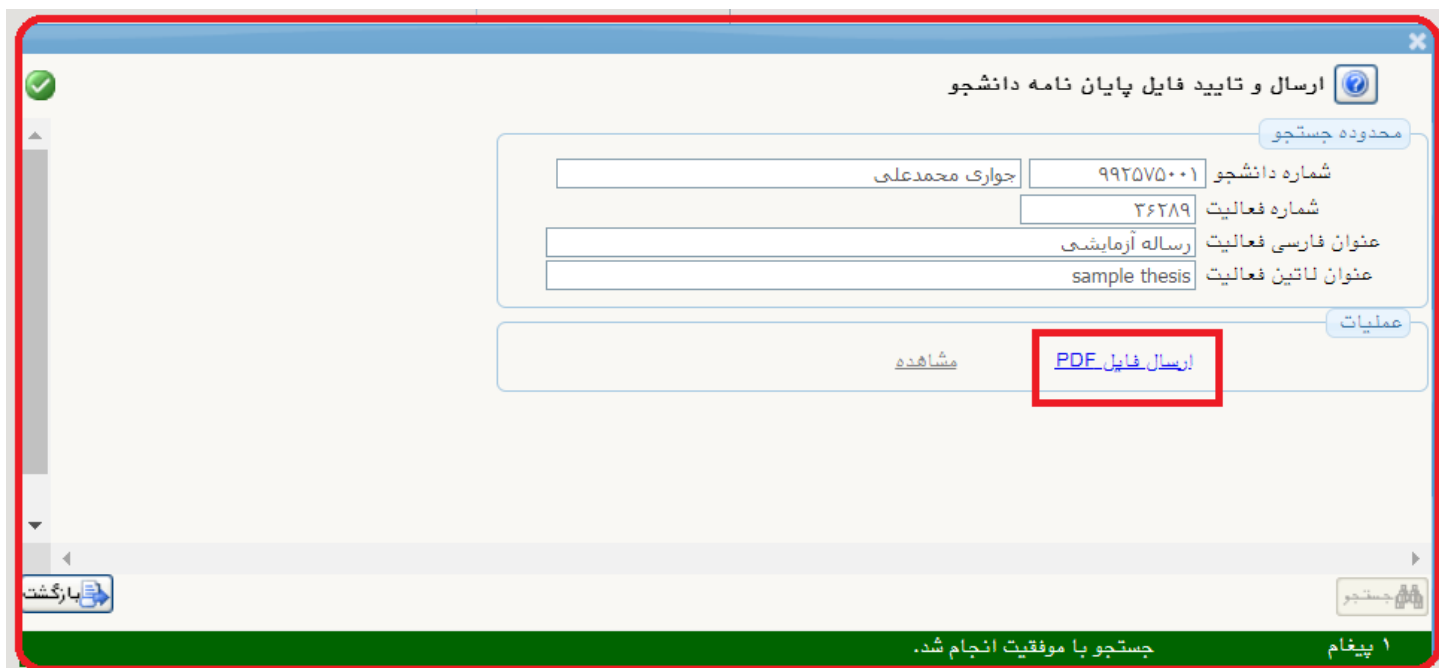 ارسال و تایید فایل پایان نامه دانشجو
محدوده جستجو
شماره دانشجو ۹۹۲۵۷۵۰۰۱ جواری محمدعلی
شماره فعالیت ۳۶۲۸۹
عنوان فارسی فعالیت رساله آزمایشی
عنوان لاتین فعالیت sample thesis
عملیات
ارسال فایل PDF مشاهده
جستجو بازگشت
۱ پیغام جستجو با موفقیت انجام شد.